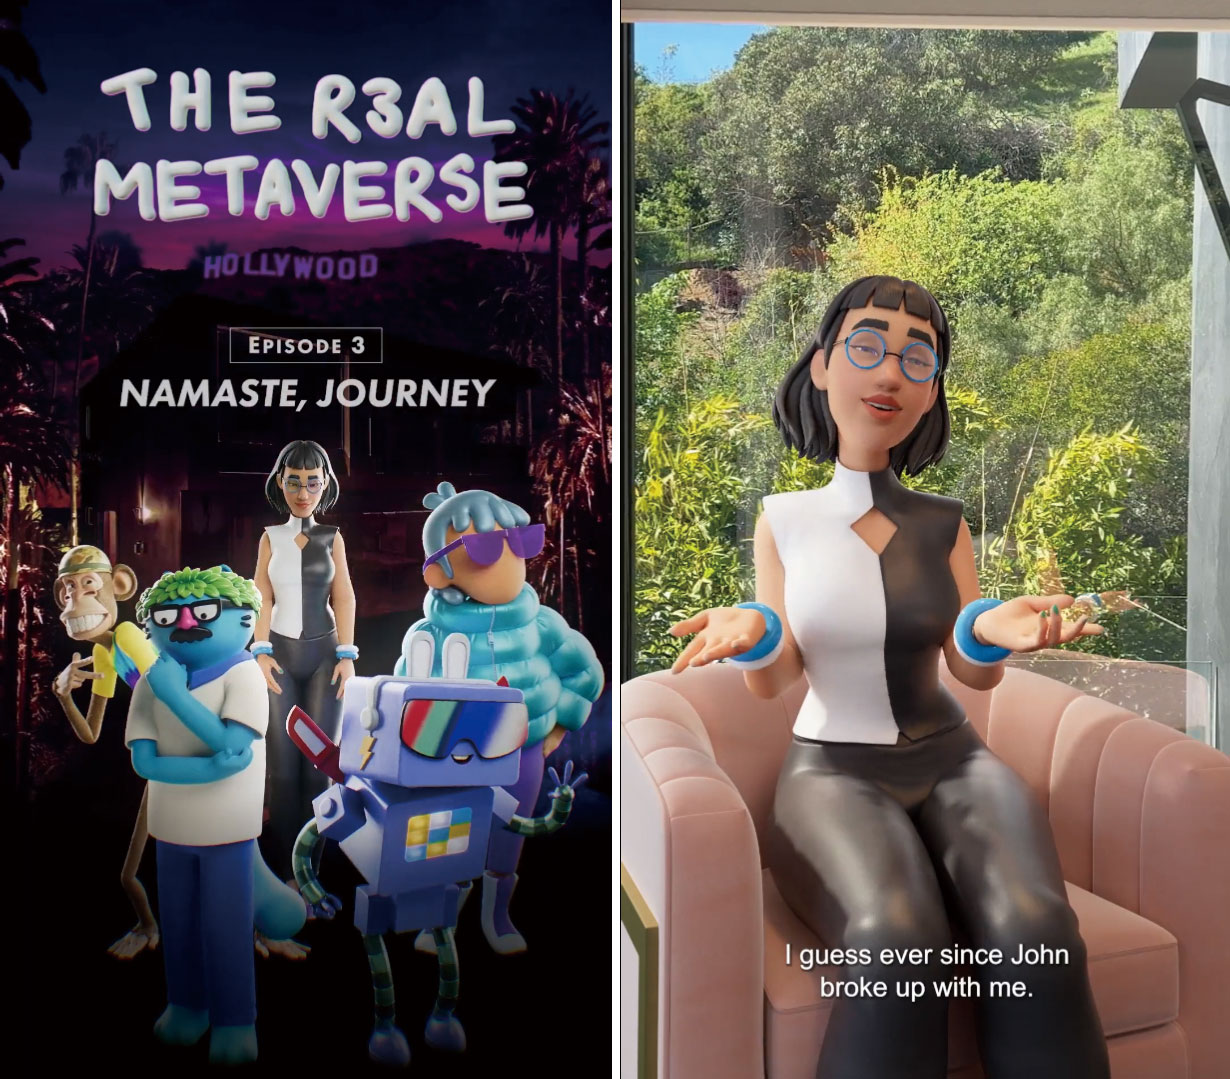 THE R3AL
METAVERSE
HOLLYWOOD
EPISODE 3
NAMASTE, JOURNEY
I guess ever since John
broke up with me.